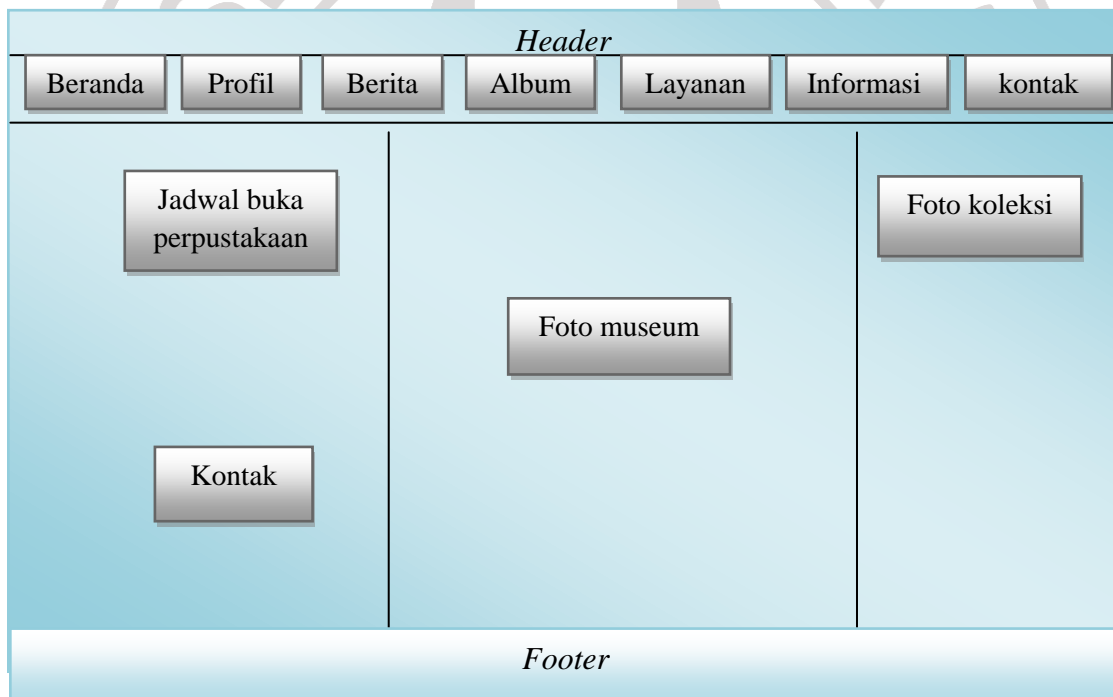 Header
Beranda Profil Berita Album Layanan Informasi kontak
Jadwal buka
perpustakaan
Kontak
Foto museum
Foto koleksi
Footer